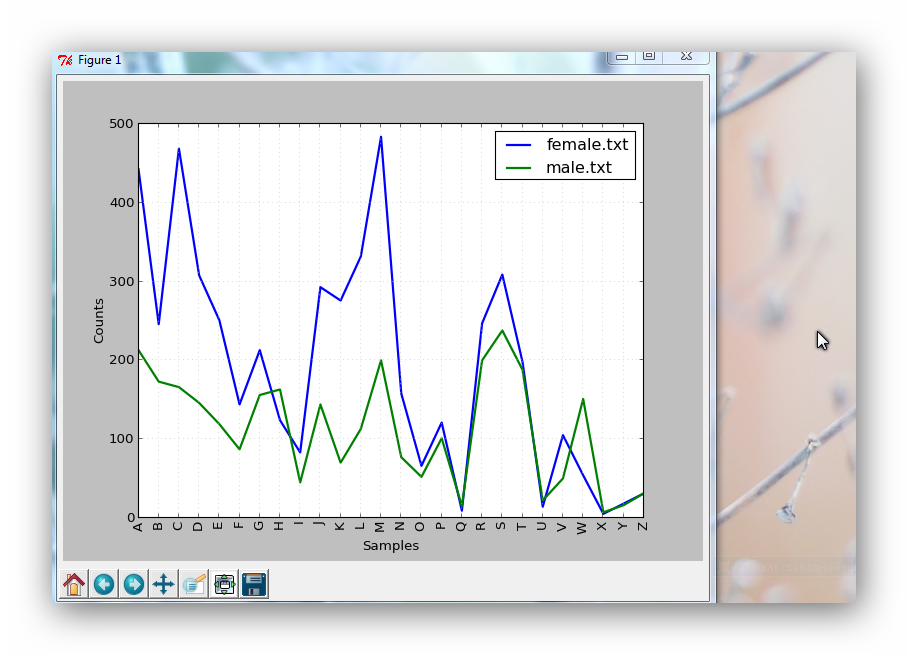 Figure 1
500
400
300
200
100
0
Counts
female.txt
male.txt
A B C D E F G H I J K L M N O P Q R S T U V W X Y Z
Samples